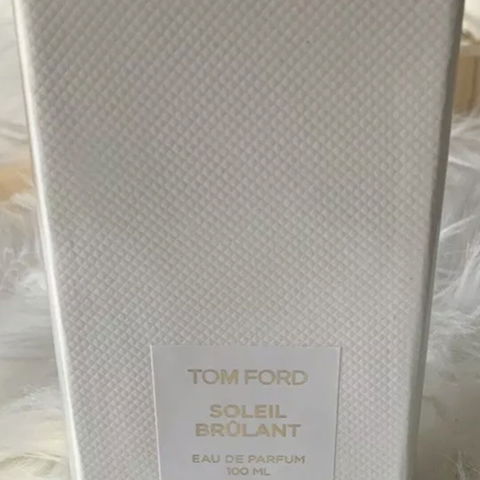 TOM FORD
SOLEIL
BRÛLANT
EAU DE PARFUM
100 ML